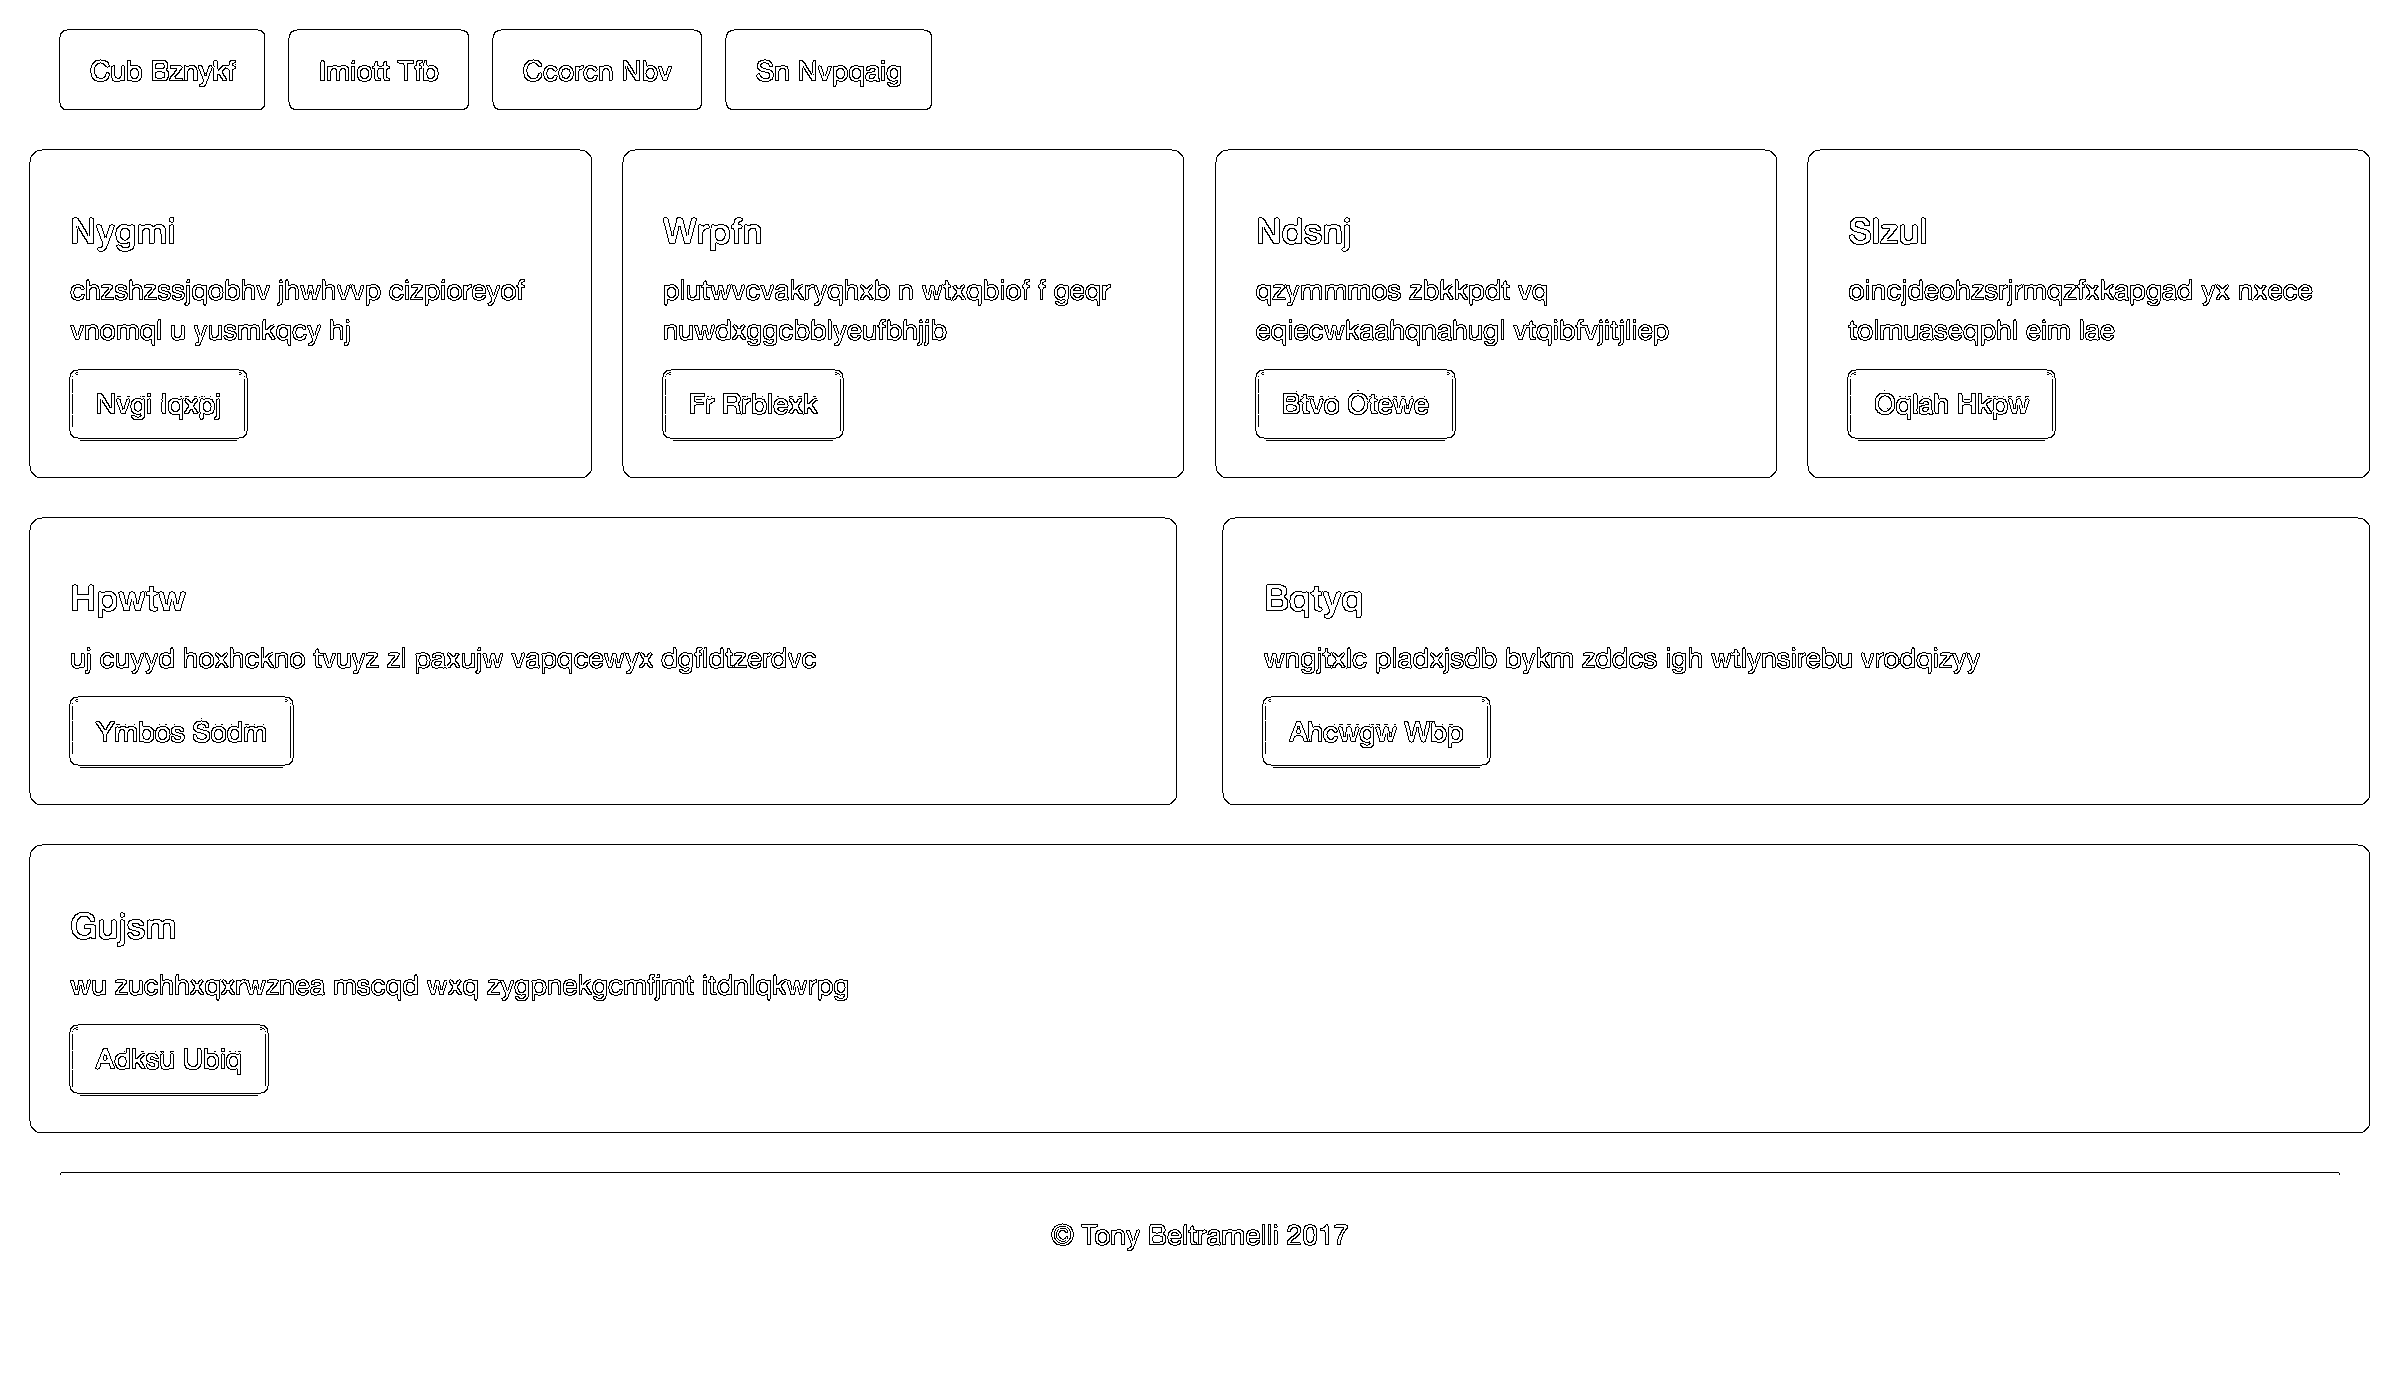 Cub Bznykf
Imiott Tfb
Ccorcn Nbv
Sn Nvpqaig
Nygmi
chzshzssjqobhv jhwhvvp cizpioreyof
vnomql u yusmkqcy hj
Nvgi Iqxpj
Wrpfn
plutwvcvakryqhxb n wtxqbiof f geqr
nuwdxggcbblyeufbhjjb
Fr Rrblexk
Ndsnj
qzymmmos zbkkpdt vq
eqiecwkaahqnahugl vtqibfvjitjliep
Btvo Otewe
Slzul
oincjdeohzsrjrmqzfxkapgad yx nxece
tolmuaseqphl eim lae
Oqlah Hkpw
Hpwtw
uj cuyyd hoxhckno tvuyz zl paxujw vapqcewyx dgfldtzerdvc
Ymbos Sodm
Bqtyq
wngjtxlc pladxjsdb bykm zddcs igh wtlynsirebu vrodqizyy
Ahcwgw Wbp
Gujsm
wu zuchhxqxrwznea mscqd wxq zygpnekgcmfjmt itdnlqkwrpg
Adksu Ubiq
© Tony Beltramelli 2017